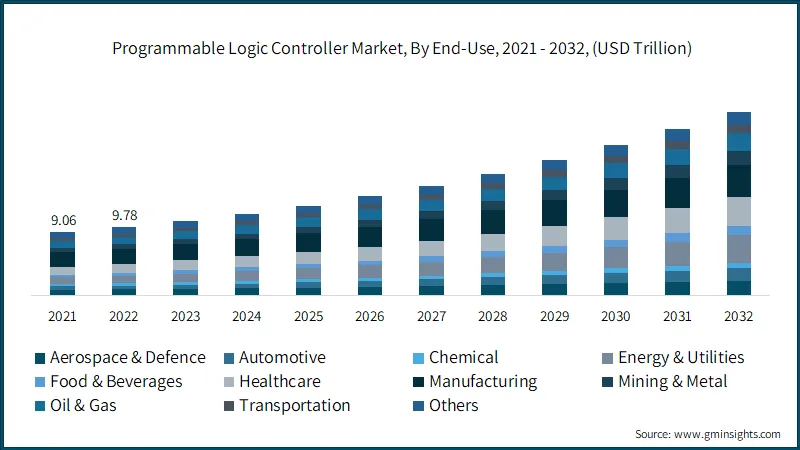 Programmable Logic Controller Market, By End-Use, 2021 - 2032, (USD Trillion)
9.06
9.78
2021 2022 2023 2024 2025 2026 2027 2028 2029 2030 2031 2032
Aerospace & Defence Automotive Chemical Energy & Utilities
Food & Beverages Healthcare Manufacturing Mining & Metal
Oil & Gas Transportation Others
Source: www.gminsights.com